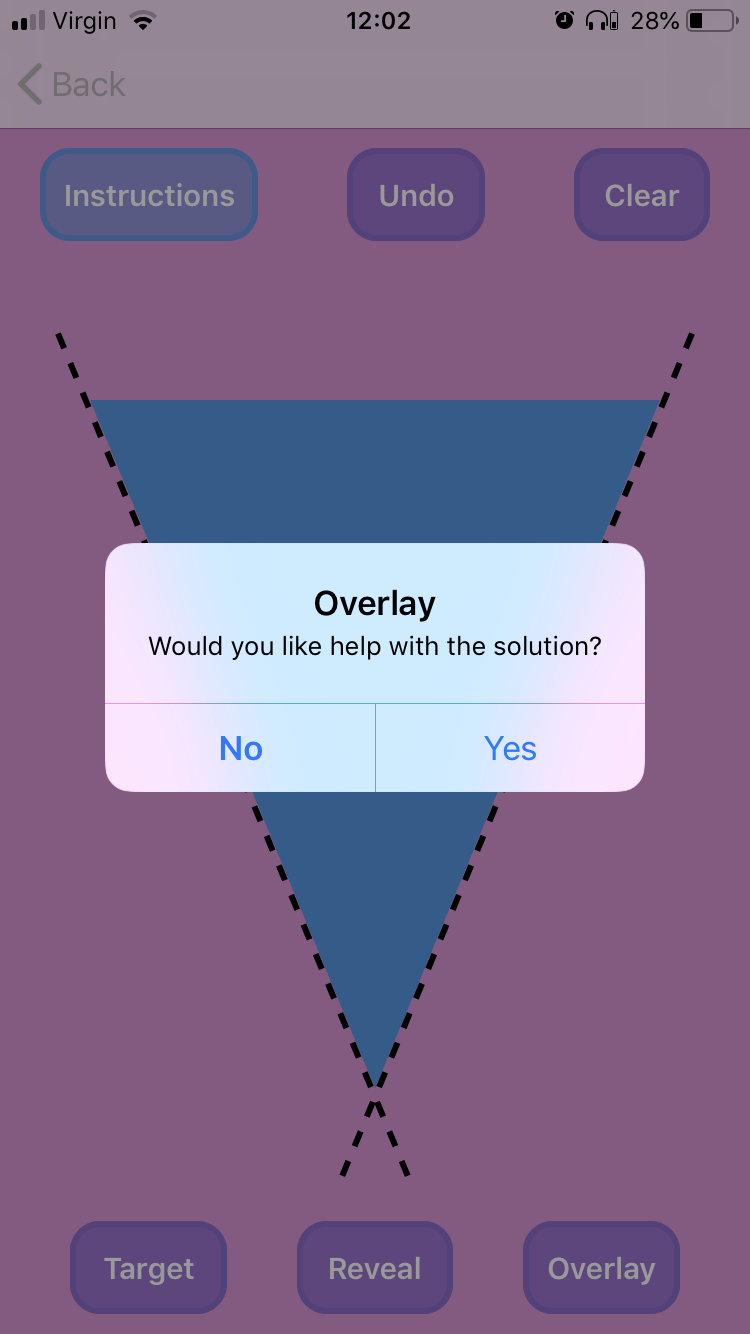 Virgin 12:02 28%
Back
Instructions Undo Clear
Overlay
Would you like help with the solution?
No Yes
Target Reveal Overlay